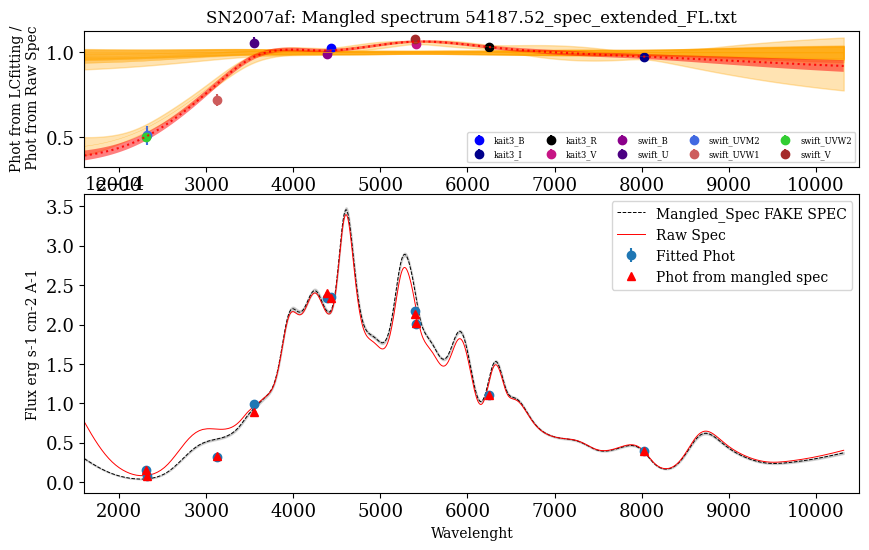 SN2007af: Mangled spectrum 54187.52_spec_extended_FL.txt
Phot from LCfitting /
Phot from Raw Spec
1.0
0.5
kait3_B kait3_R swift_B swift_UVM2 swift_UVW2
kait3_I kait3_V swift_U swift_UVW1 swift_V
2000 3000 4000 5000 6000 7000 8000 9000 10000
1e−14
Flux erg s-1 cm-2 A-1
3.5
3.0
2.5
2.0
1.5
1.0
0.5
0.0
Mangled_Spec FAKE SPEC
Raw Spec
Fitted Phot
Phot from mangled spec
2000 3000 4000 5000 6000 7000 8000 9000 10000
Wavelenght